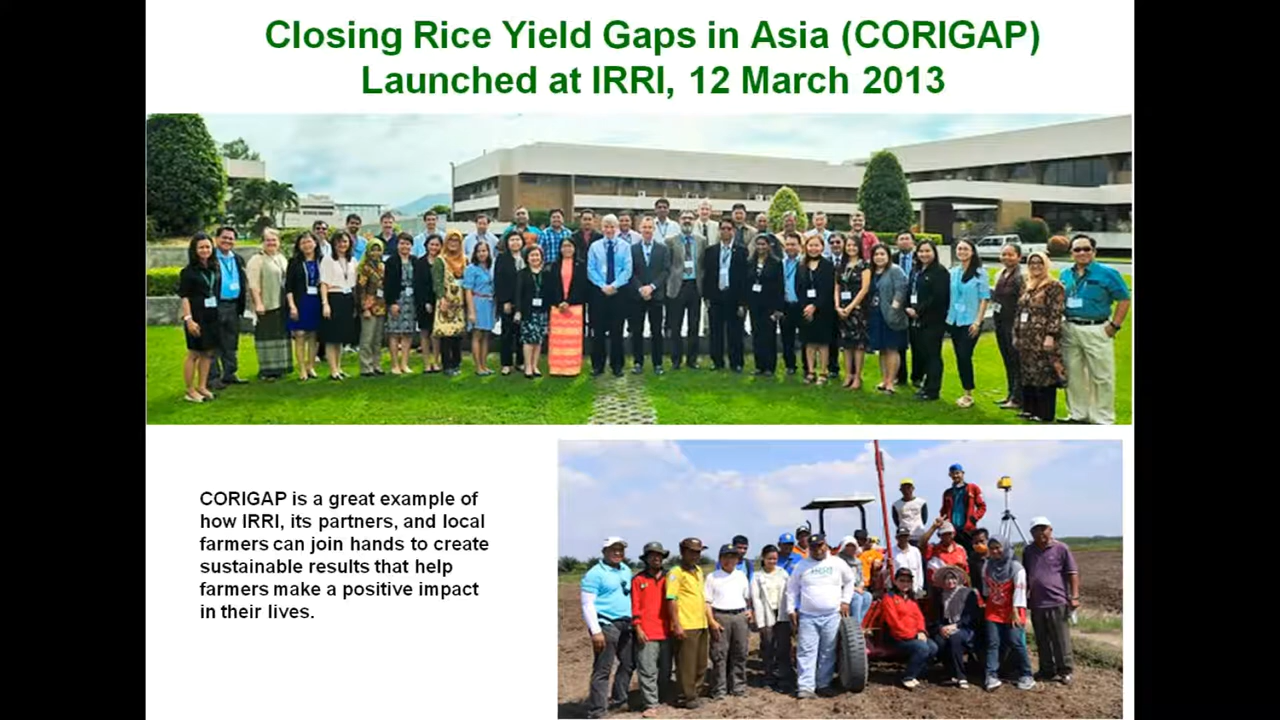 Closing Rice Yield Gaps in Asia (CORIGAP)
Launched at IRRI, 12 March 2013
CORIGAP is a great example of
how IRRI, its partners, and local
farmers can join hands to create
sustainable results that help
farmers make a positive impact
in their lives.